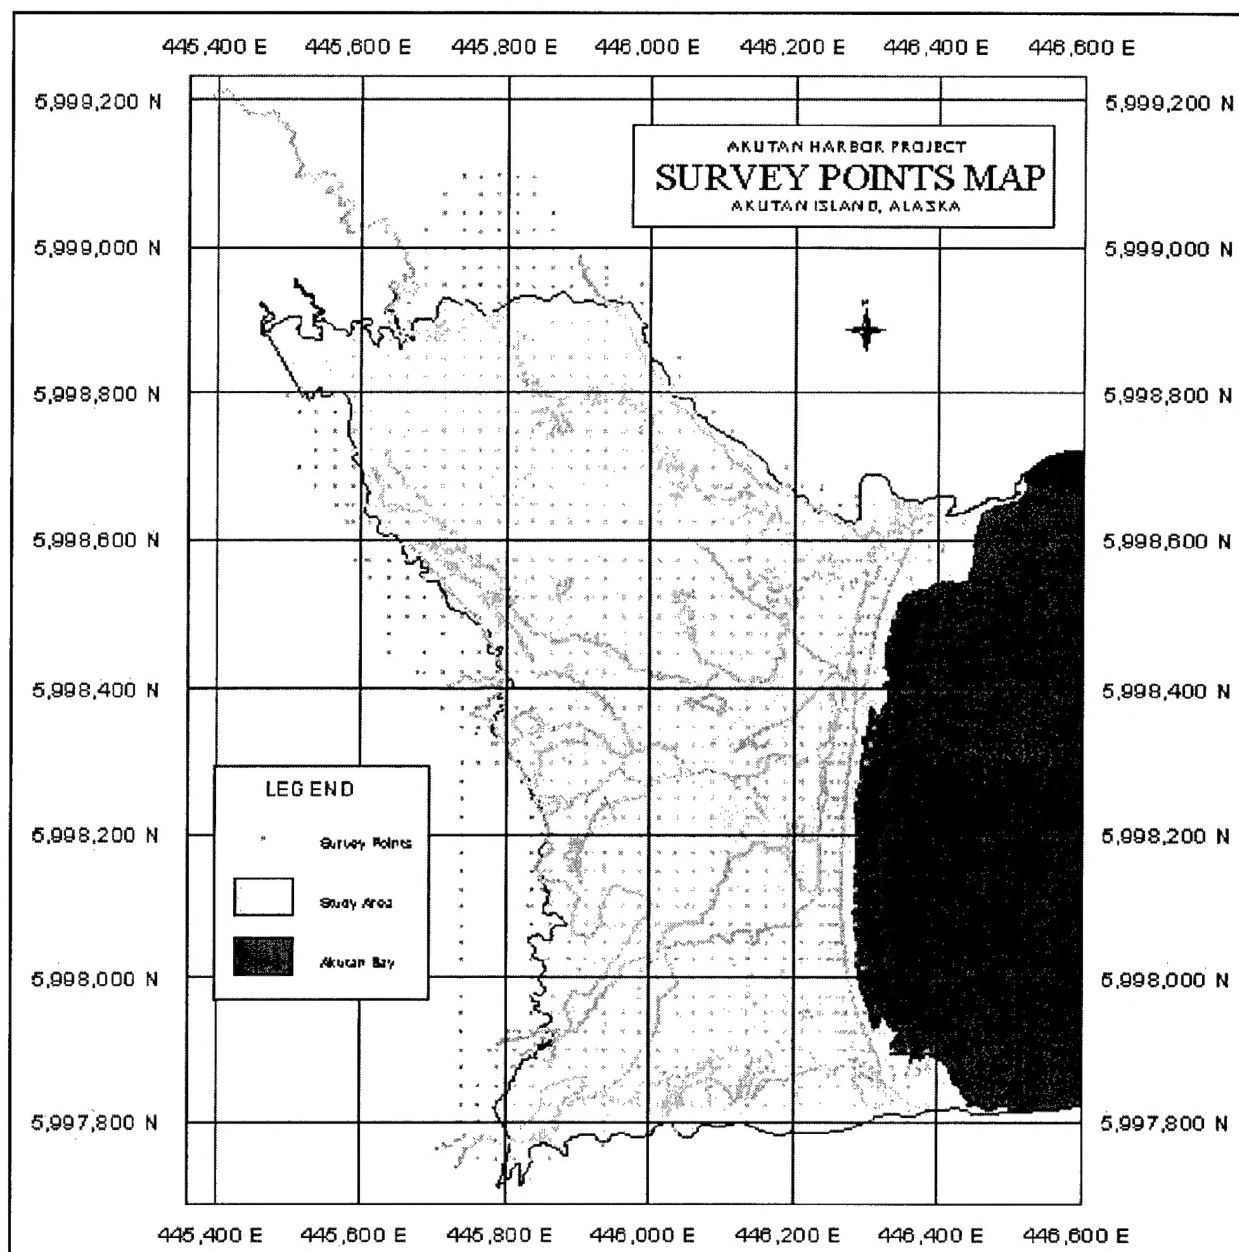 445,400 E 445,600 E 445,800 E 446,000 E 446,200 E 446,400 E 446,600 E
5,999,200 N 5,999,200 N
AKUTAN HARBOR PROJECT
SURVEY POINTS MAP
AKUTAN ISLAND, ALASKA
5,999,000 N 5,999,000 N
N
5,998,800 N 5,998,800 N
5,998,600 N 5,998,600 N
5,998,400 N 5,998,400 N
LEGEND
5,998,200 N 5,998,200 N
Survey Points
Study Area
Akutan Bay
5,998,000 N 5,998,000 N
5,997,800 N 5,997,800 N
445,400 E 445,600 E 445,800 E 446,000 E 446,200 E 446,400 E 446,600 E